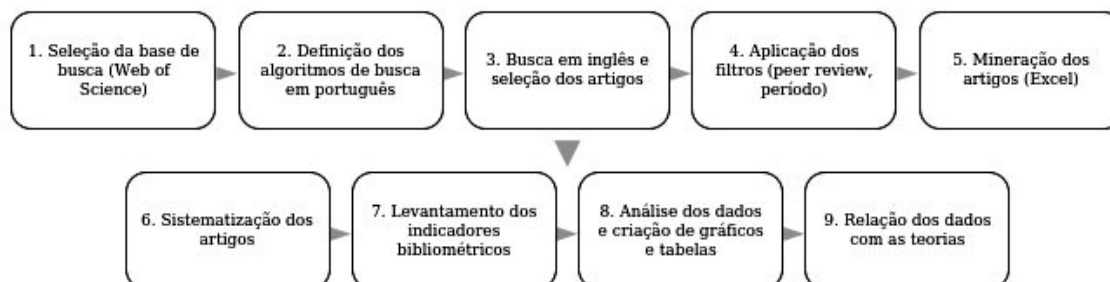 1. Seleção da base de
busca (Web of
Science)
2. Definição dos
algoritmos de busca
em português
3. Busca em inglês e
seleção dos artigos
4. Aplicação dos
filtros (peer review,
período)
5. Mineração dos
artigos (Excel)
6. Sistematização dos
artigos
7. Levantamento dos
indicadores
bibliométricos
8. Análise dos dados
e criação de gráficos
e tabelas
9. Relação dos dados
com as teorias